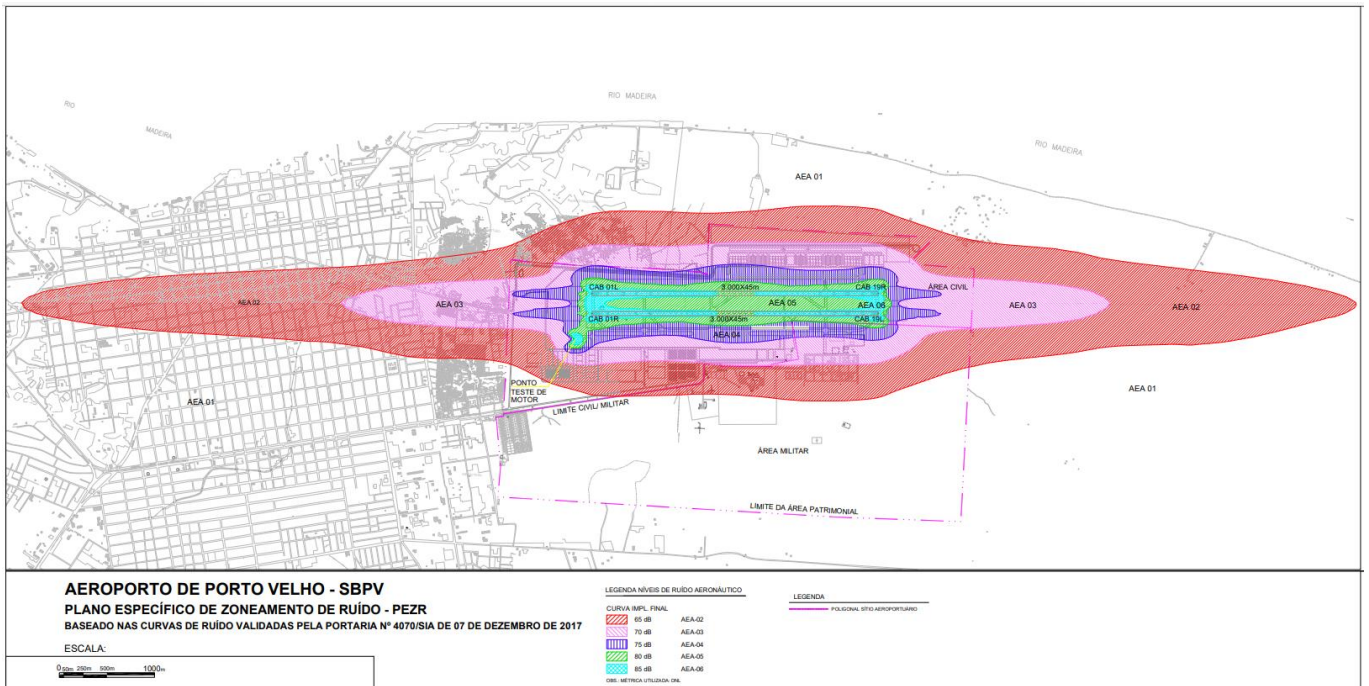 RIO MADEIRA
RIO
MADEIRA
RIO MADEIRA
AEA 01
CAB 01L
3.000X45m
CAB 19R
ÁREA CIVIL
AEA 02
AEA 03
AEA 05
AEA 06
AEA 03
AEA 02
CAB 01R
3.000X45m
CAB 19L
AEA 04
PONTO
TESTE DE
MOTOR
AEA 01
AEA 01
LIMITE CIVIL/ MILITAR
ÁREA MILITAR
LÍMITE DA ÁREA PATRIMONIAL
AEROPORTO DE PORTO VELHO - SBPV
PLANO ESPECÍFICO DE ZONEAMENTO DE RUÍDO - PEZR
BASEADO NAS CURVAS DE RUÍDO VALIDADAS PELA PORTARIA Nº 4070/SIA DE 07 DE DEZEMBRO DE 2017
ESCALA:
0 50m 250m 500m 1000m
LEGENDA NÍVEIS DE RUÍDO AERONÁUTICO
CURVA IMPL. FINAL
65 dB AEA-02
70 dB AEA-03
75 dB AEA-04
80 dB AEA-05
85 dB AEA-06
OBS.: MÉTRICA UTILIZADA: DNL
LEGENDA
POLIGONAL SÍTIO AEROPORTUÁRIO